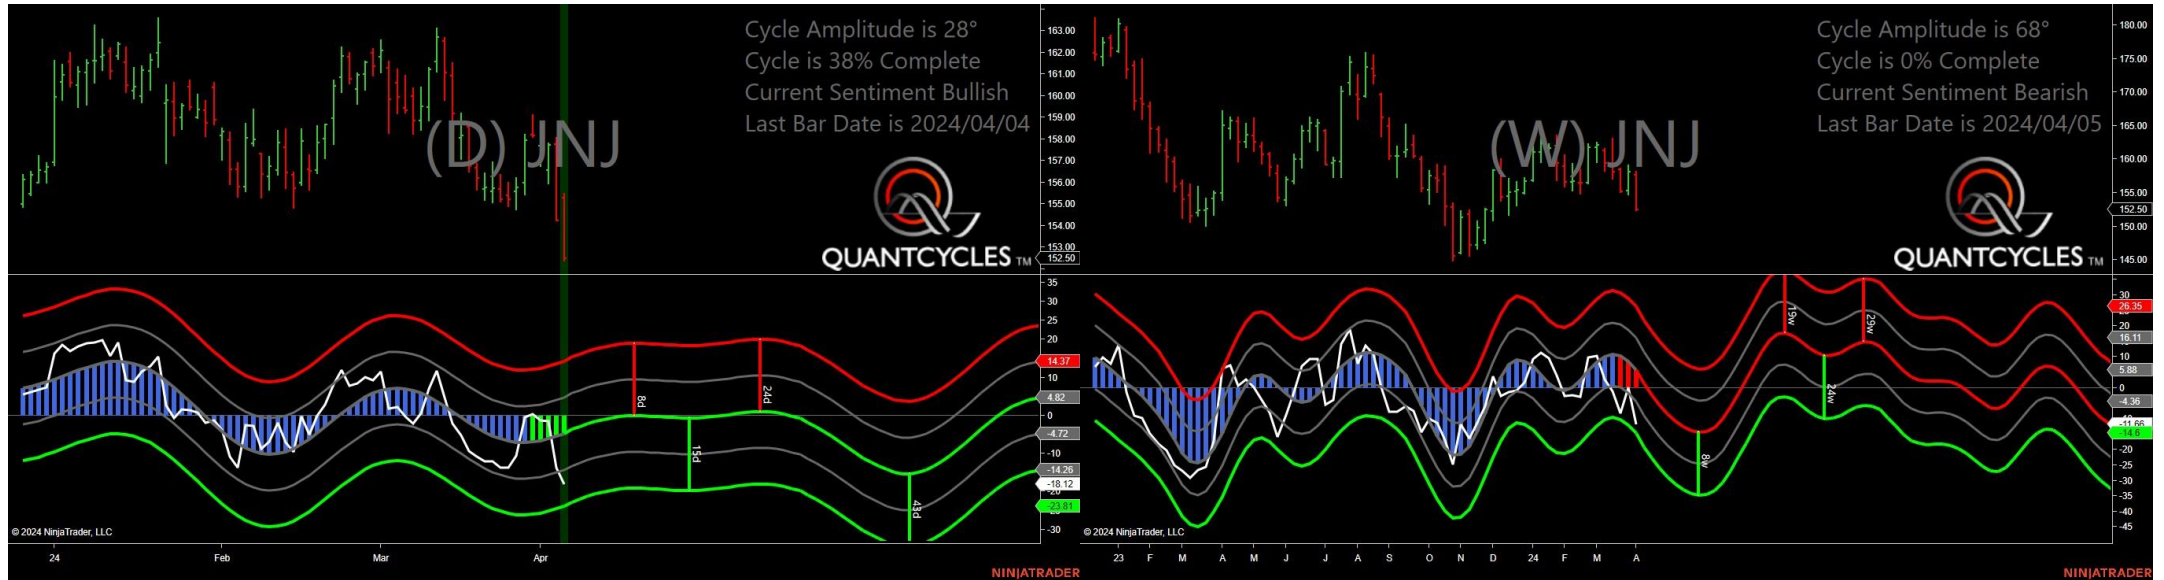 Cycle Amplitude is 28°
Cycle is 38% Complete
Current Sentiment Bullish
Last Bar Date is 2024/04/04
(D) JNJ
QUANTCYCLES TM
163.00
162.00
161.00
160.00
159.00
158.00
157.00
156.00
155.00
154.00
153.00
152.50
35
30
25
20
14.37
10
4.82
0
-4.72
-10
-14.26
-18.12
-23.81
-30
8d
15d
24d
43d
© 2024 NinjaTrader, LLC
24 Feb Mar Apr
NINJATRADER
Cycle Amplitude is 68°
Cycle is 0% Complete
Current Sentiment Bearish
Last Bar Date is 2024/04/05
(W) JNJ
QUANTCYCLES TM
180.00
175.00
170.00
165.00
160.00
155.00
152.50
150.00
145.00
30
26.35
20
16.11
10
5.88
0
-4.36
-11.66
-14.6
-20
-25
-30
-35
-40
-45
8w
19w
24w
29w
© 2024 NinjaTrader, LLC
23 F M A M J J A S O N D 24 F M A
NINJATRADER